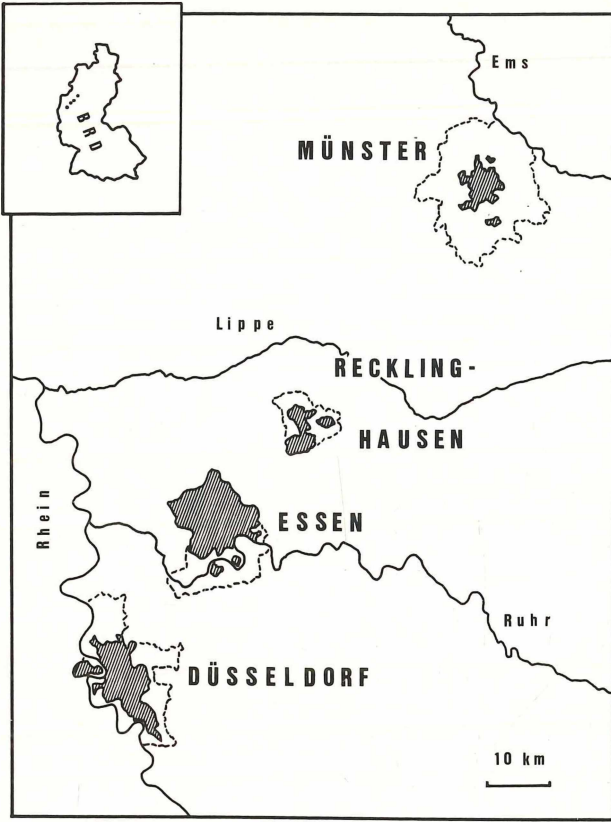 BRD
Ems
MÜNSTER
Lippe
RECKLING-
HAUSEN
Rhein
ESSEN
Ruhr
DÜSSELDORF
10 km